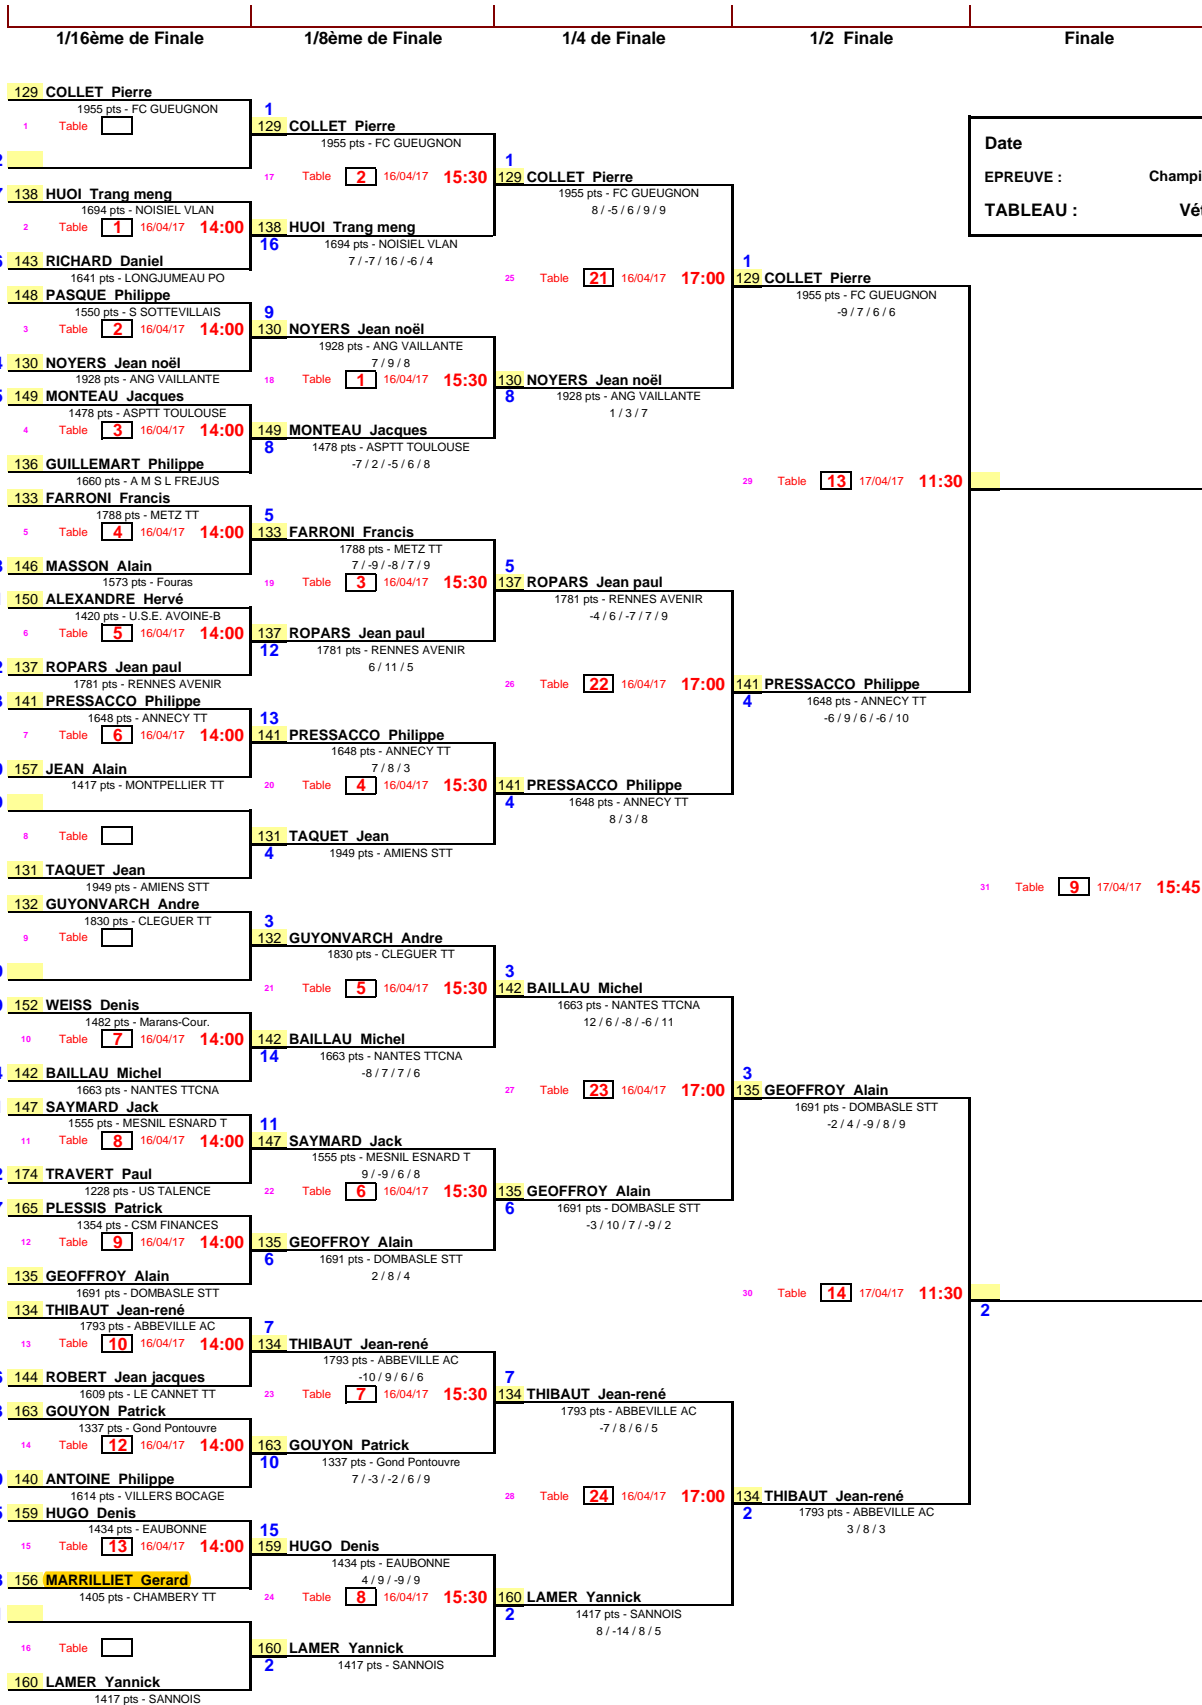 1/16ème de Finale
1/8ème de Finale
1/4 de Finale
1/2 Finale
Finale
Date
EPREUVE : Champi
TABLEAU : Vét
129 COLLET Pierre
1955 pts - FC GUEUGNON
1 Table
138 HUOI Trang meng
1694 pts - NOISIEL VLAN
2 Table 1 16/04/17 14:00
143 RICHARD Daniel
1641 pts - LONGJUMEAU PO
148 PASQUE Philippe
1550 pts - S SOTTEVILLAIS
3 Table 2 16/04/17 14:00
130 NOYERS Jean noël
1928 pts - ANG VAILLANTE
149 MONTEAU Jacques
1478 pts - ASPTT TOULOUSE
4 Table 3 16/04/17 14:00
136 GUILLEMART Philippe
1660 pts - A M S L FREJUS
133 FARRONI Francis
1788 pts - METZ TT
5 Table 4 16/04/17 14:00
146 MASSON Alain
1573 pts - Fouras
150 ALEXANDRE Hervé
1420 pts - U.S.E. AVOINE-B
6 Table 5 16/04/17 14:00
137 ROPARS Jean paul
1781 pts - RENNES AVENIR
141 PRESSACCO Philippe
1648 pts - ANNECY TT
7 Table 6 16/04/17 14:00
157 JEAN Alain
1417 pts - MONTPELLIER TT
8 Table
131 TAQUET Jean
1949 pts - AMIENS STT
132 GUYONVARCH Andre
1830 pts - CLEGUER TT
9 Table
152 WEISS Denis
1482 pts - Marans-Cour.
10 Table 7 16/04/17 14:00
142 BAILLAU Michel
1663 pts - NANTES TTCNA
147 SAYMARD Jack
1555 pts - MESNIL ESNARD T
11 Table 8 16/04/17 14:00
174 TRAVERT Paul
1228 pts - US TALENCE
165 PLESSIS Patrick
1354 pts - CSM FINANCES
12 Table 9 16/04/17 14:00
135 GEOFFROY Alain
1691 pts - DOMBASLE STT
134 THIBAUT Jean-rené
1793 pts - ABBEVILLE AC
13 Table 10 16/04/17 14:00
144 ROBERT Jean jacques
1609 pts - LE CANNET TT
163 GOUYON Patrick
1337 pts - Gond Pontouvre
14 Table 12 16/04/17 14:00
140 ANTOINE Philippe
1614 pts - VILLERS BOCAGE
159 HUGO Denis
1434 pts - EAUBONNE
15 Table 13 16/04/17 14:00
156 MARRILLIET Gerard
1405 pts - CHAMBERY TT
16 Table
160 LAMER Yannick
1417 pts - SANNOIS
1
129 COLLET Pierre
1955 pts - FC GUEUGNON
17 Table 2 16/04/17 15:30
138 HUOI Trang meng
16
1694 pts - NOISIEL VLAN
7 / -7 / 16 / -6 / 4
9
130 NOYERS Jean noël
1928 pts - ANG VAILLANTE
7 / 9 / 8
18 Table 1 16/04/17 15:30
149 MONTEAU Jacques
8
1478 pts - ASPTT TOULOUSE
-7 / 2 / -5 / 6 / 8
5
133 FARRONI Francis
1788 pts - METZ TT
7 / -9 / -8 / 7 / 9
19 Table 3 16/04/17 15:30
137 ROPARS Jean paul
12
1781 pts - RENNES AVENIR
6 / 11 / 5
13
141 PRESSACCO Philippe
1648 pts - ANNECY TT
7 / 8 / 3
20 Table 4 16/04/17 15:30
131 TAQUET Jean
4
1949 pts - AMIENS STT
3
132 GUYONVARCH Andre
1830 pts - CLEGUER TT
21 Table 5 16/04/17 15:30
142 BAILLAU Michel
14
1663 pts - NANTES TTCNA
-8 / 7 / 7 / 6
11
147 SAYMARD Jack
1555 pts - MESNIL ESNARD T
9 / -9 / 6 / 8
22 Table 6 16/04/17 15:30
135 GEOFFROY Alain
6
1691 pts - DOMBASLE STT
2 / 8 / 4
7
134 THIBAUT Jean-rené
1793 pts - ABBEVILLE AC
-10 / 9 / 6 / 6
23 Table 7 16/04/17 15:30
163 GOUYON Patrick
10
1337 pts - Gond Pontouvre
7 / -3 / -2 / 6 / 9
15
159 HUGO Denis
1434 pts - EAUBONNE
4 / 9 / -9 / 9
24 Table 8 16/04/17 15:30
160 LAMER Yannick
2
1417 pts - SANNOIS
1
129 COLLET Pierre
1955 pts - FC GUEUGNON
8 / -5 / 6 / 9 / 9
25 Table 21 16/04/17 17:00
130 NOYERS Jean noël
8
1928 pts - ANG VAILLANTE
1 / 3 / 7
5
137 ROPARS Jean paul
1781 pts - RENNES AVENIR
-4 / 6 / -7 / 7 / 9
26 Table 22 16/04/17 17:00
141 PRESSACCO Philippe
4
1648 pts - ANNECY TT
8 / 3 / 8
3
142 BAILLAU Michel
1663 pts - NANTES TTCNA
12 / 6 / -8 / -6 / 11
27 Table 23 16/04/17 17:00
135 GEOFFROY Alain
6
1691 pts - DOMBASLE STT
-3 / 10 / 7 / -9 / 2
7
134 THIBAUT Jean-rené
1793 pts - ABBEVILLE AC
-7 / 8 / 6 / 5
28 Table 24 16/04/17 17:00
160 LAMER Yannick
2
1417 pts - SANNOIS
8 / -14 / 8 / 5
1
129 COLLET Pierre
1955 pts - FC GUEUGNON
-9 / 7 / 6 / 6
29 Table 13 17/04/17 11:30
141 PRESSACCO Philippe
4
1648 pts - ANNECY TT
-6 / 9 / 6 / -6 / 10
3
135 GEOFFROY Alain
1691 pts - DOMBASLE STT
-2 / 4 / -9 / 8 / 9
30 Table 14 17/04/17 11:30
134 THIBAUT Jean-rené
2
1793 pts - ABBEVILLE AC
3 / 8 / 3
31 Table 9 17/04/17 15:45
2